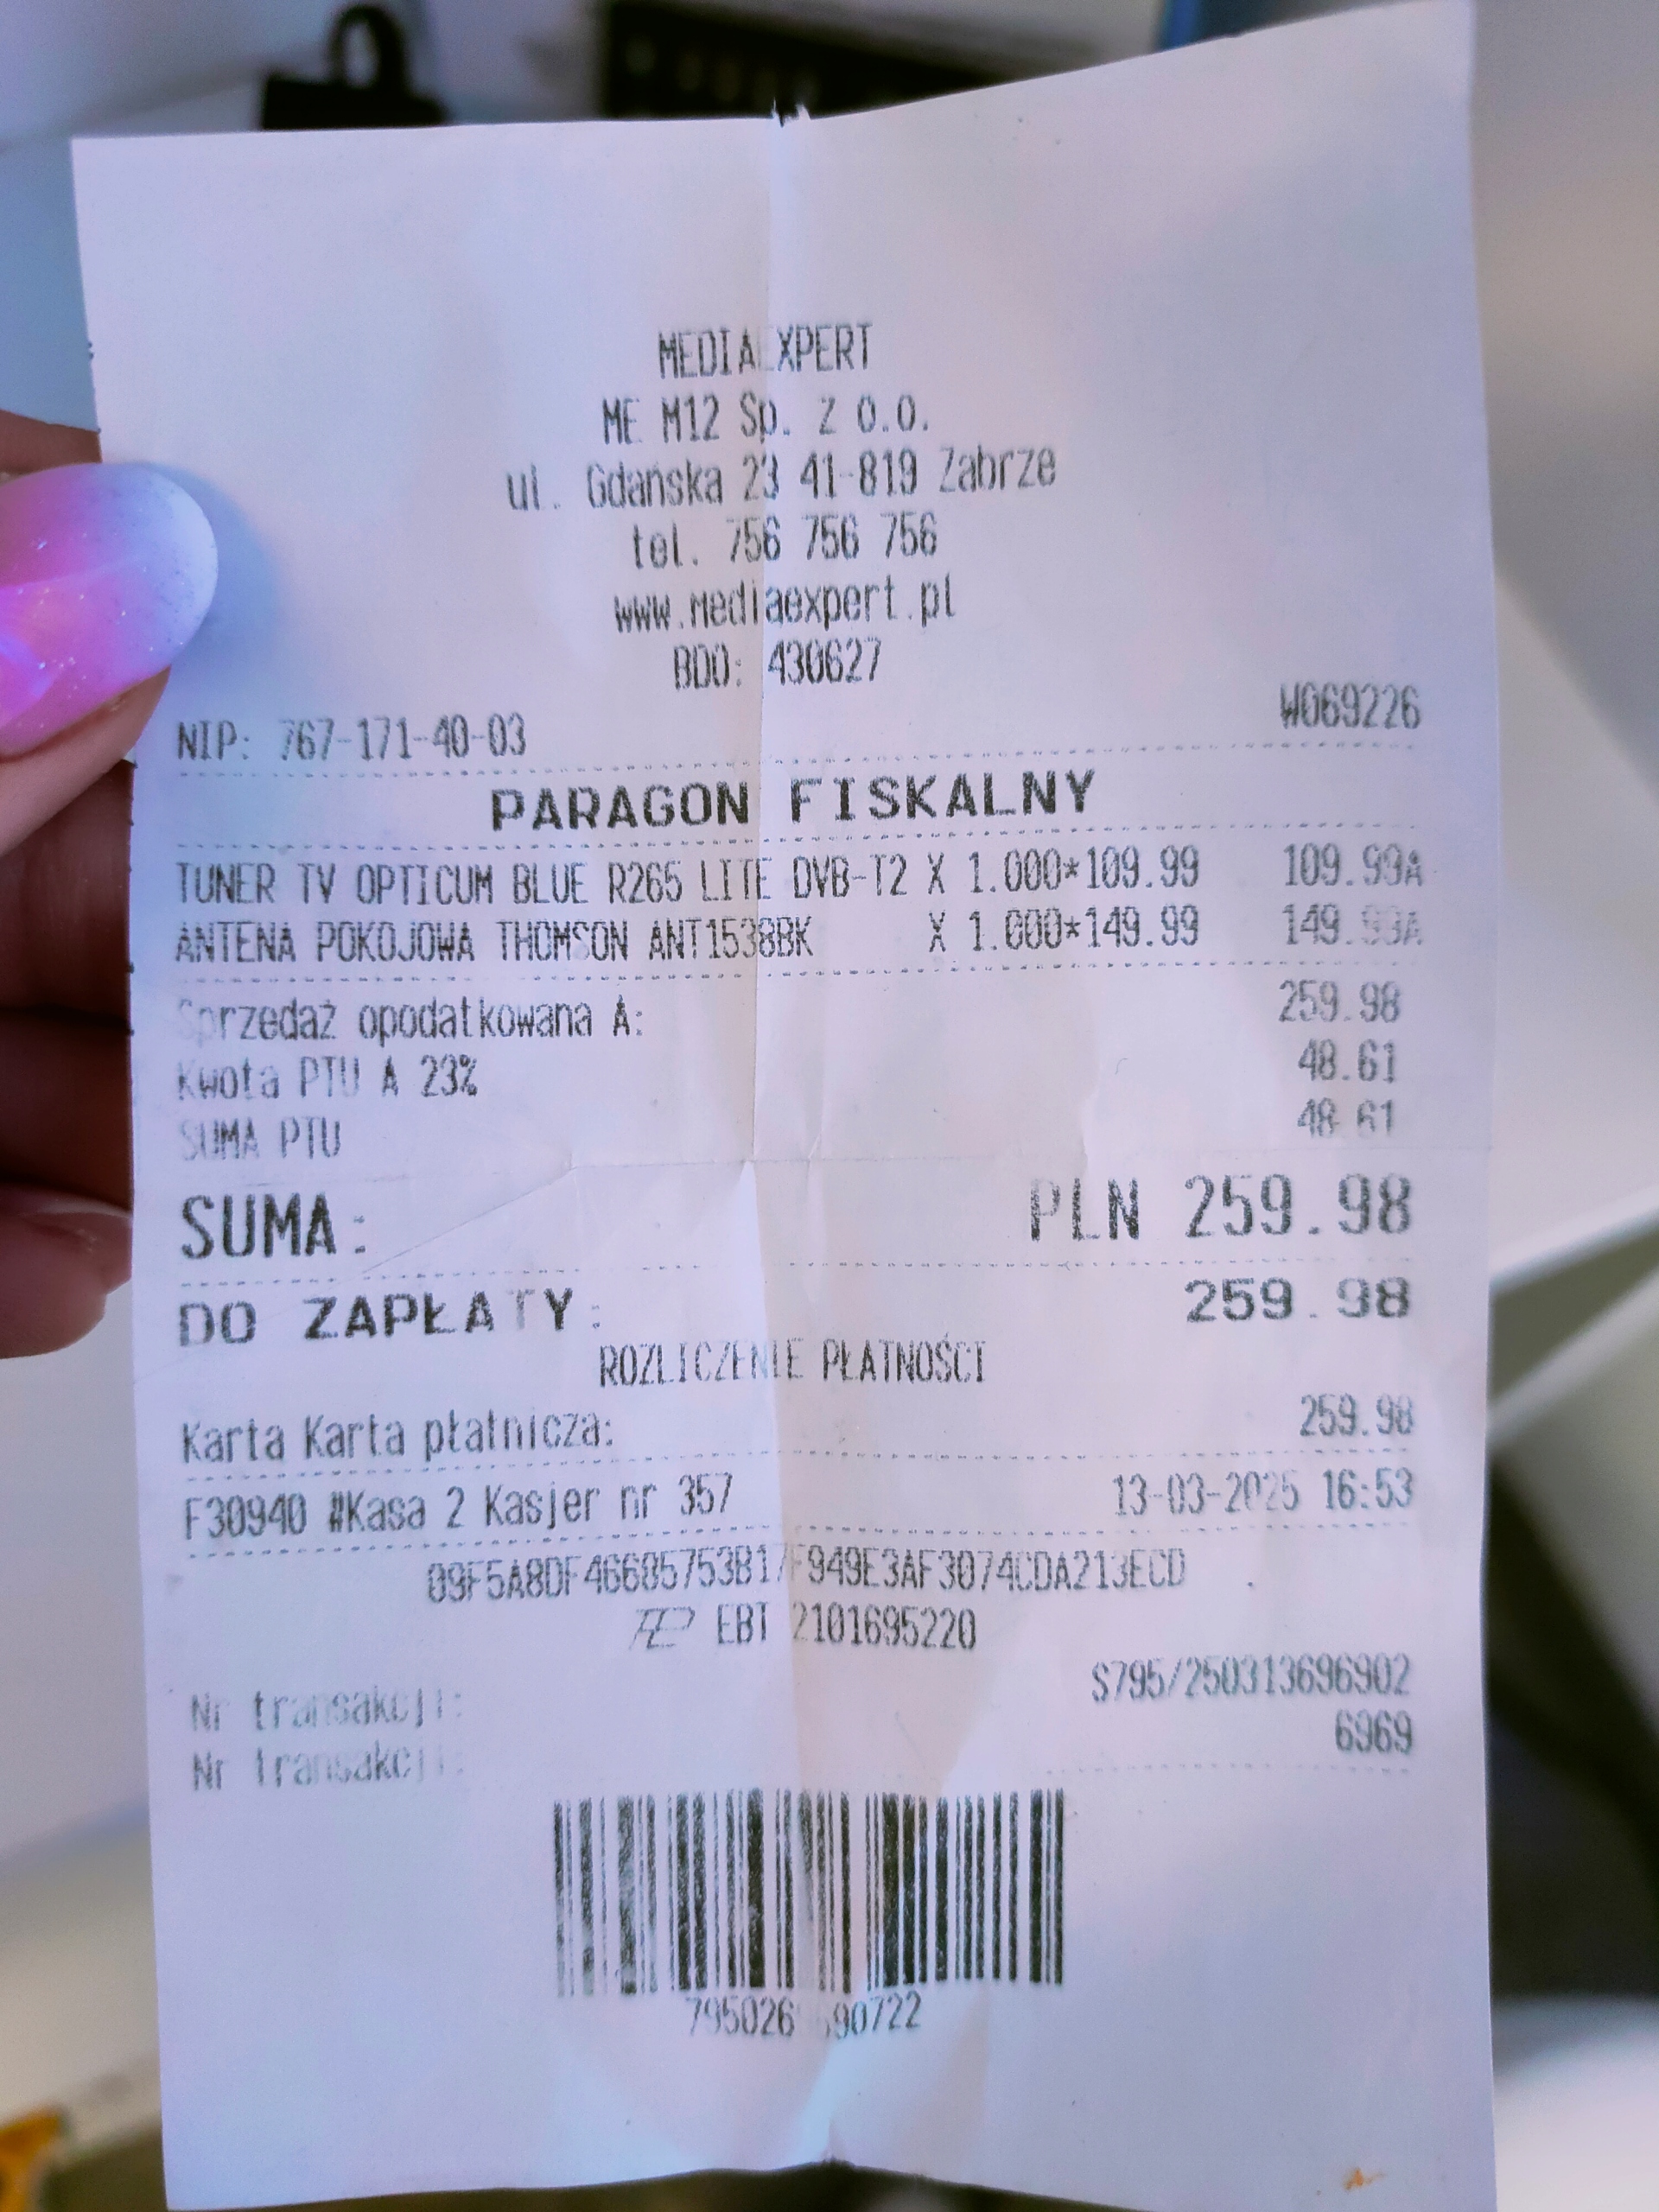 MEDIAEXPERT
ME M12 Sp. Z O.O.
ul. Gdańska 23 41-819 Zabrze
tel. 756 756 756
www.mediaexpert.pl
BDO: 430627
NIP: 767-171-40-03 W069226
PARAGON FISKALNY
TUNER TV OPTICUM BLUE R265 LITE DVB-T2 X 1.000*109.99 109.99A
ANTENA POKOJOWA THOMSON ANT1538BK X 1.000*149.99 149.99A
Sprzedaż opodatkowana A: 259.98
Kwota PTU A 23% 48.61
SUMA PTU 48.61
SUMA: PLN 259.98
DO ZAPŁATY: 259.98
ROZLICZENIE PŁATNOŚCI
Karta Karta płatnicza: 259.98
F30940 #Kasa 2 Kasjer nr 357 13-03-2025 16:53
EBT 2101695220
Nr transakcji: S795/250313696902
Nr transakcji: 6969